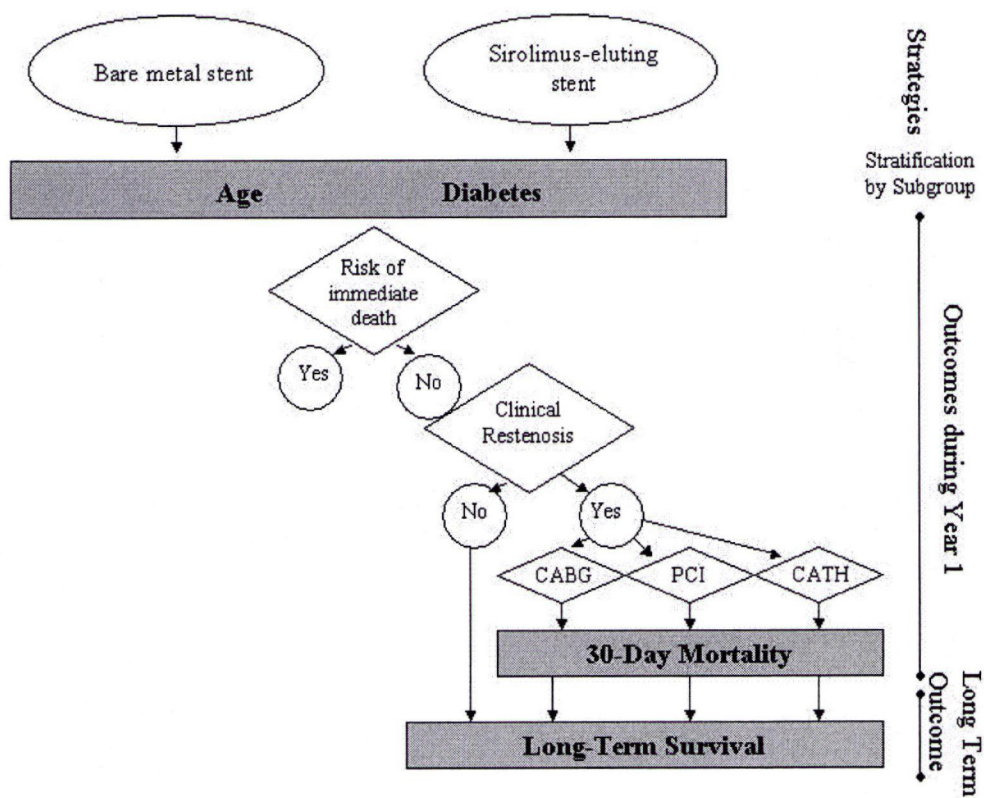 Bare metal stent
Sirolimus-eluting
stent
Strategies
Stratification
by Subgroup
Age Diabetes
Risk of
immediate
death
Yes
No
Clinical
Restenosis
No
Yes
CABG
PCI
CATH
Outcomes during Year 1
30-Day Mortality
Long-Term Survival
Long Term
Outcome